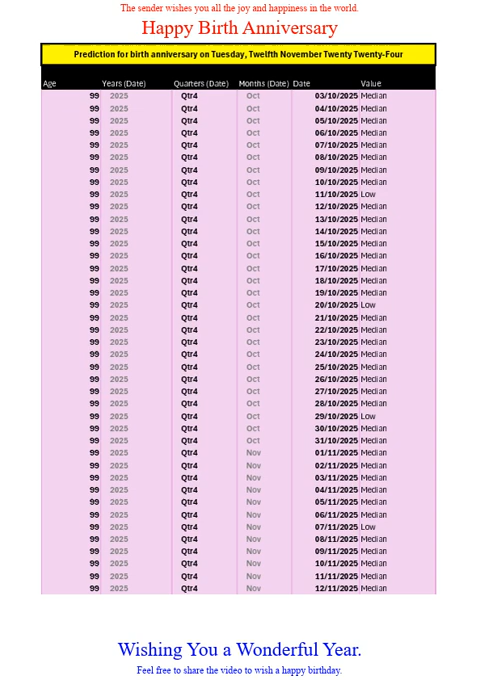 The sender wishes you all the joy and happiness in the world.
Happy Birth Anniversary
Prediction for birth anniversary on Tuesday, Twelfth November Twenty Twenty-Four
Age Years (Date) Quarters (Date) Months (Date) Date Value
99 2025 Qtr4 Oct 03/10/2025 Median
99 2025 Qtr4 Oct 04/10/2025 Median
99 2025 Qtr4 Oct 05/10/2025 Median
99 2025 Qtr4 Oct 06/10/2025 Median
99 2025 Qtr4 Oct 07/10/2025 Median
99 2025 Qtr4 Oct 08/10/2025 Median
99 2025 Qtr4 Oct 09/10/2025 Median
99 2025 Qtr4 Oct 10/10/2025 Median
99 2025 Qtr4 Oct 11/10/2025 Low
99 2025 Qtr4 Oct 12/10/2025 Median
99 2025 Qtr4 Oct 13/10/2025 Median
99 2025 Qtr4 Oct 14/10/2025 Median
99 2025 Qtr4 Oct 15/10/2025 Median
99 2025 Qtr4 Oct 16/10/2025 Median
99 2025 Qtr4 Oct 17/10/2025 Median
99 2025 Qtr4 Oct 18/10/2025 Median
99 2025 Qtr4 Oct 19/10/2025 Median
99 2025 Qtr4 Oct 20/10/2025 Low
99 2025 Qtr4 Oct 21/10/2025 Median
99 2025 Qtr4 Oct 22/10/2025 Median
99 2025 Qtr4 Oct 23/10/2025 Median
99 2025 Qtr4 Oct 24/10/2025 Median
99 2025 Qtr4 Oct 25/10/2025 Median
99 2025 Qtr4 Oct 26/10/2025 Median
99 2025 Qtr4 Oct 27/10/2025 Median
99 2025 Qtr4 Oct 28/10/2025 Median
99 2025 Qtr4 Oct 29/10/2025 Low
99 2025 Qtr4 Oct 30/10/2025 Median
99 2025 Qtr4 Oct 31/10/2025 Median
99 2025 Qtr4 Nov 01/11/2025 Median
99 2025 Qtr4 Nov 02/11/2025 Median
99 2025 Qtr4 Nov 03/11/2025 Median
99 2025 Qtr4 Nov 04/11/2025 Median
99 2025 Qtr4 Nov 05/11/2025 Median
99 2025 Qtr4 Nov 06/11/2025 Median
99 2025 Qtr4 Nov 07/11/2025 Low
99 2025 Qtr4 Nov 08/11/2025 Median
99 2025 Qtr4 Nov 09/11/2025 Median
99 2025 Qtr4 Nov 10/11/2025 Median
99 2025 Qtr4 Nov 11/11/2025 Median
99 2025 Qtr4 Nov 12/11/2025 Median
Wishing You a Wonderful Year.
Feel free to share the video to wish a happy birthday.